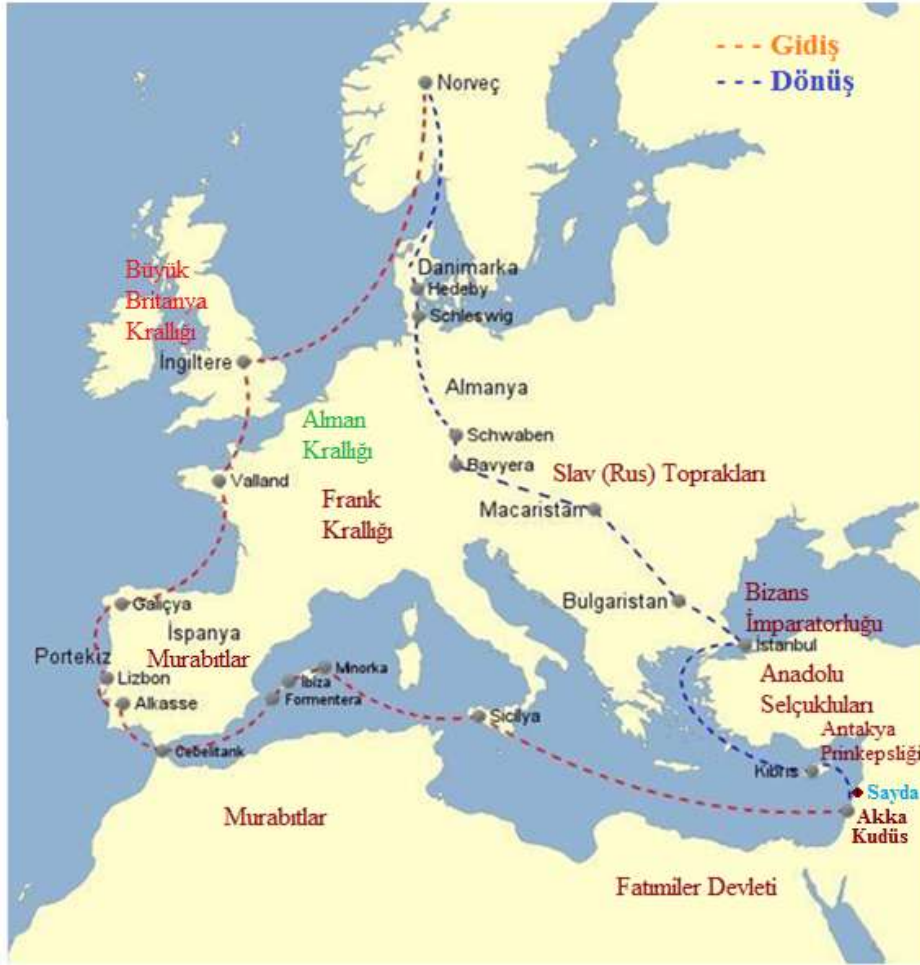 --- Gidiş
--- Dönüş
Norveç
Danimarka
Hedeby
Schleswig
Büyük
Britanya
Krallığı
İngiltere
Almanya
Alman
Krallığı
Schwaben
Bavyera
Slav (Rus) Toprakları
Valland
Frank
Krallığı
Macaristan
Galiçya
Bulgaristan
Bizans
İmparatorluğu
İstanbul
İspanya
Portekiz
Murabıtlar
Lizbon
Alkasse
Minorka
Ibiza
Formentera
Anadolu
Selçukluları
Sicilya
Antakya
Prinkepsliği
Cebelitarık
Kıbrıs
Sayda
Akka
Kudüs
Murabıtlar
Fatımiler Devleti